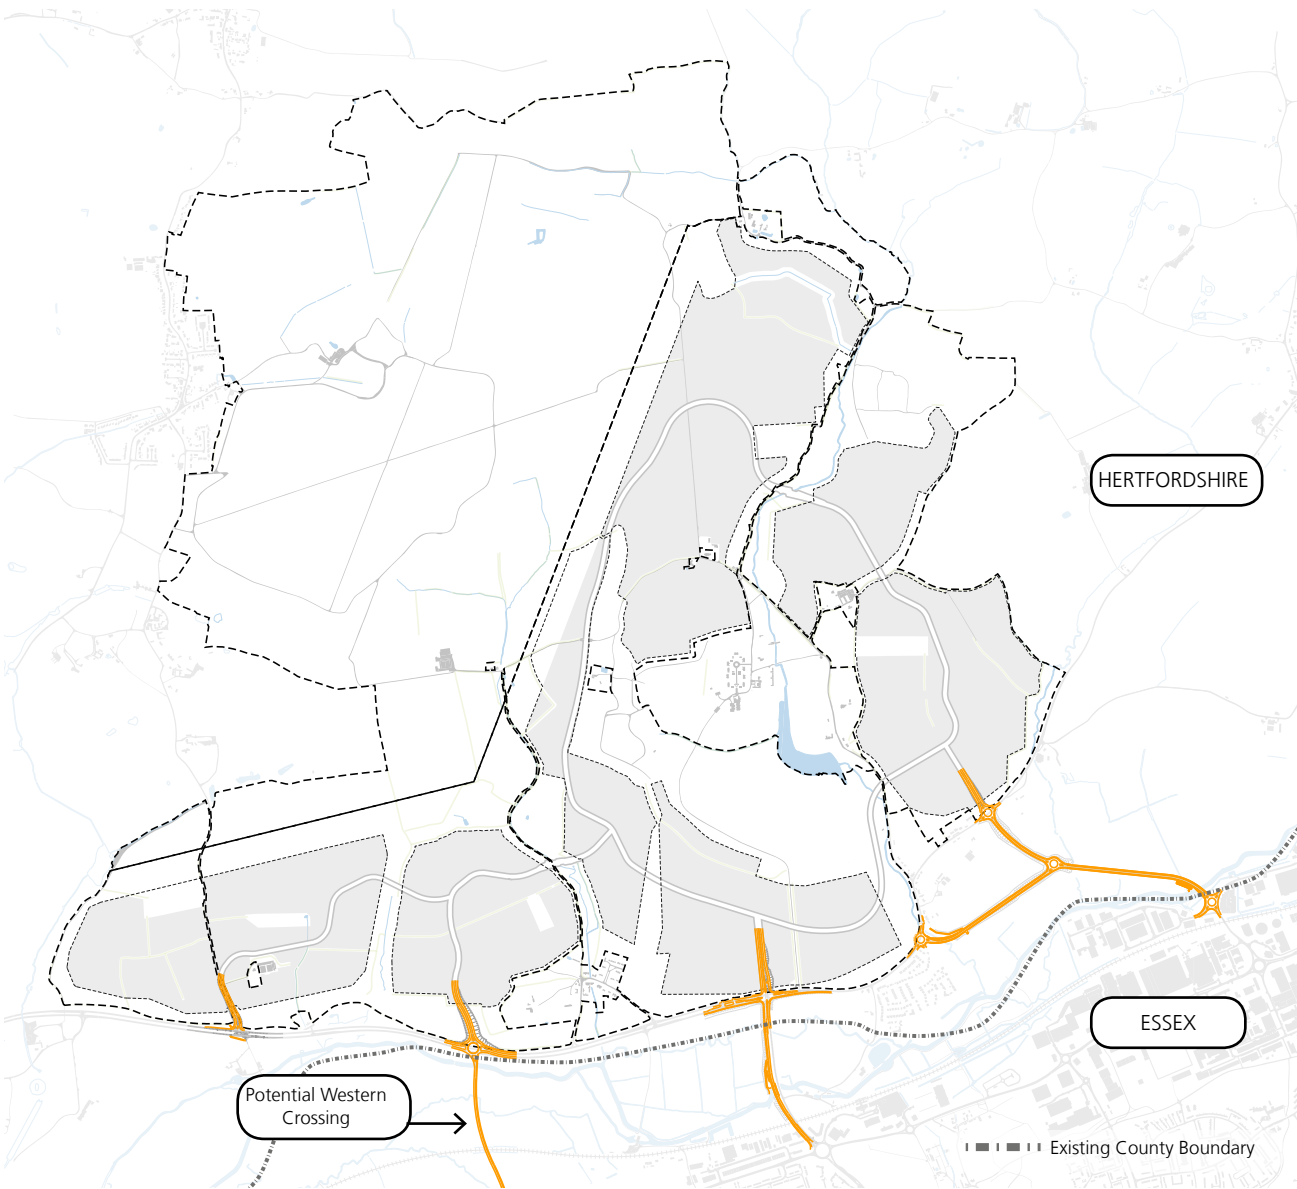 HERTFORDSHIRE
ESSEX
Potential Western
Crossing
Existing County Boundary